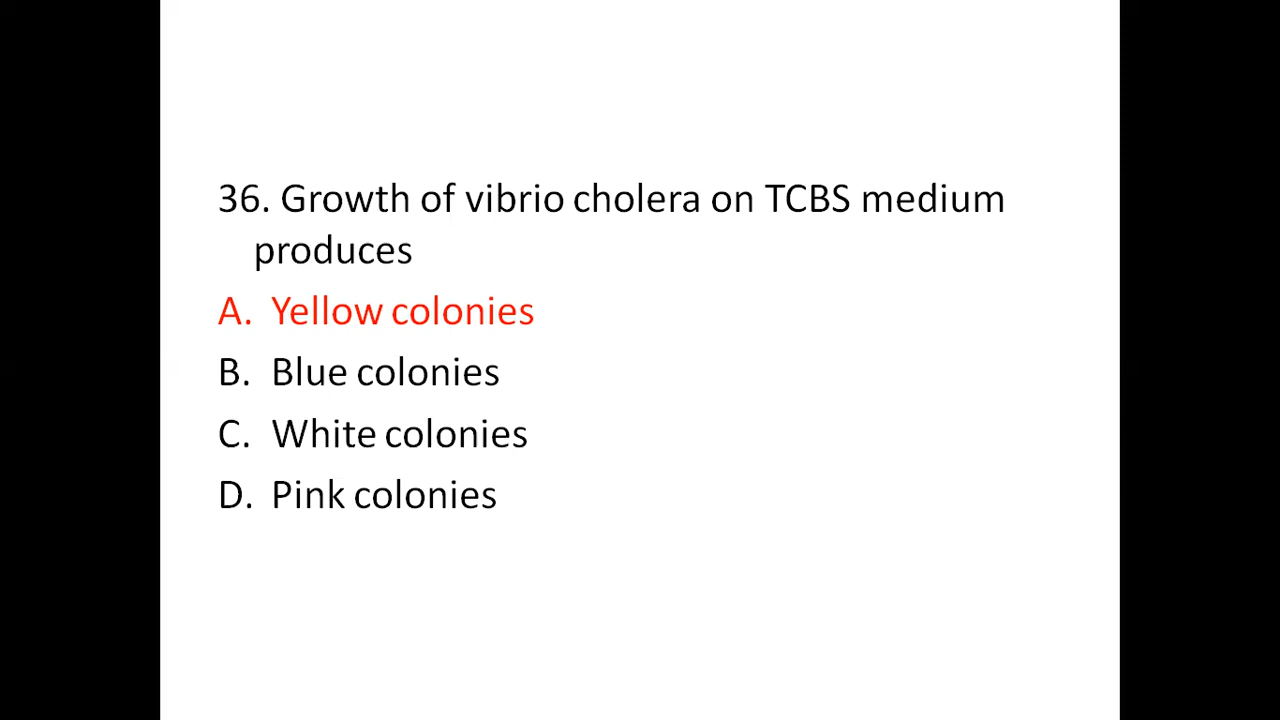 36. Growth of vibrio cholera on TCBS medium
produces
A. Yellow colonies
B. Blue colonies
C. White colonies
D. Pink colonies